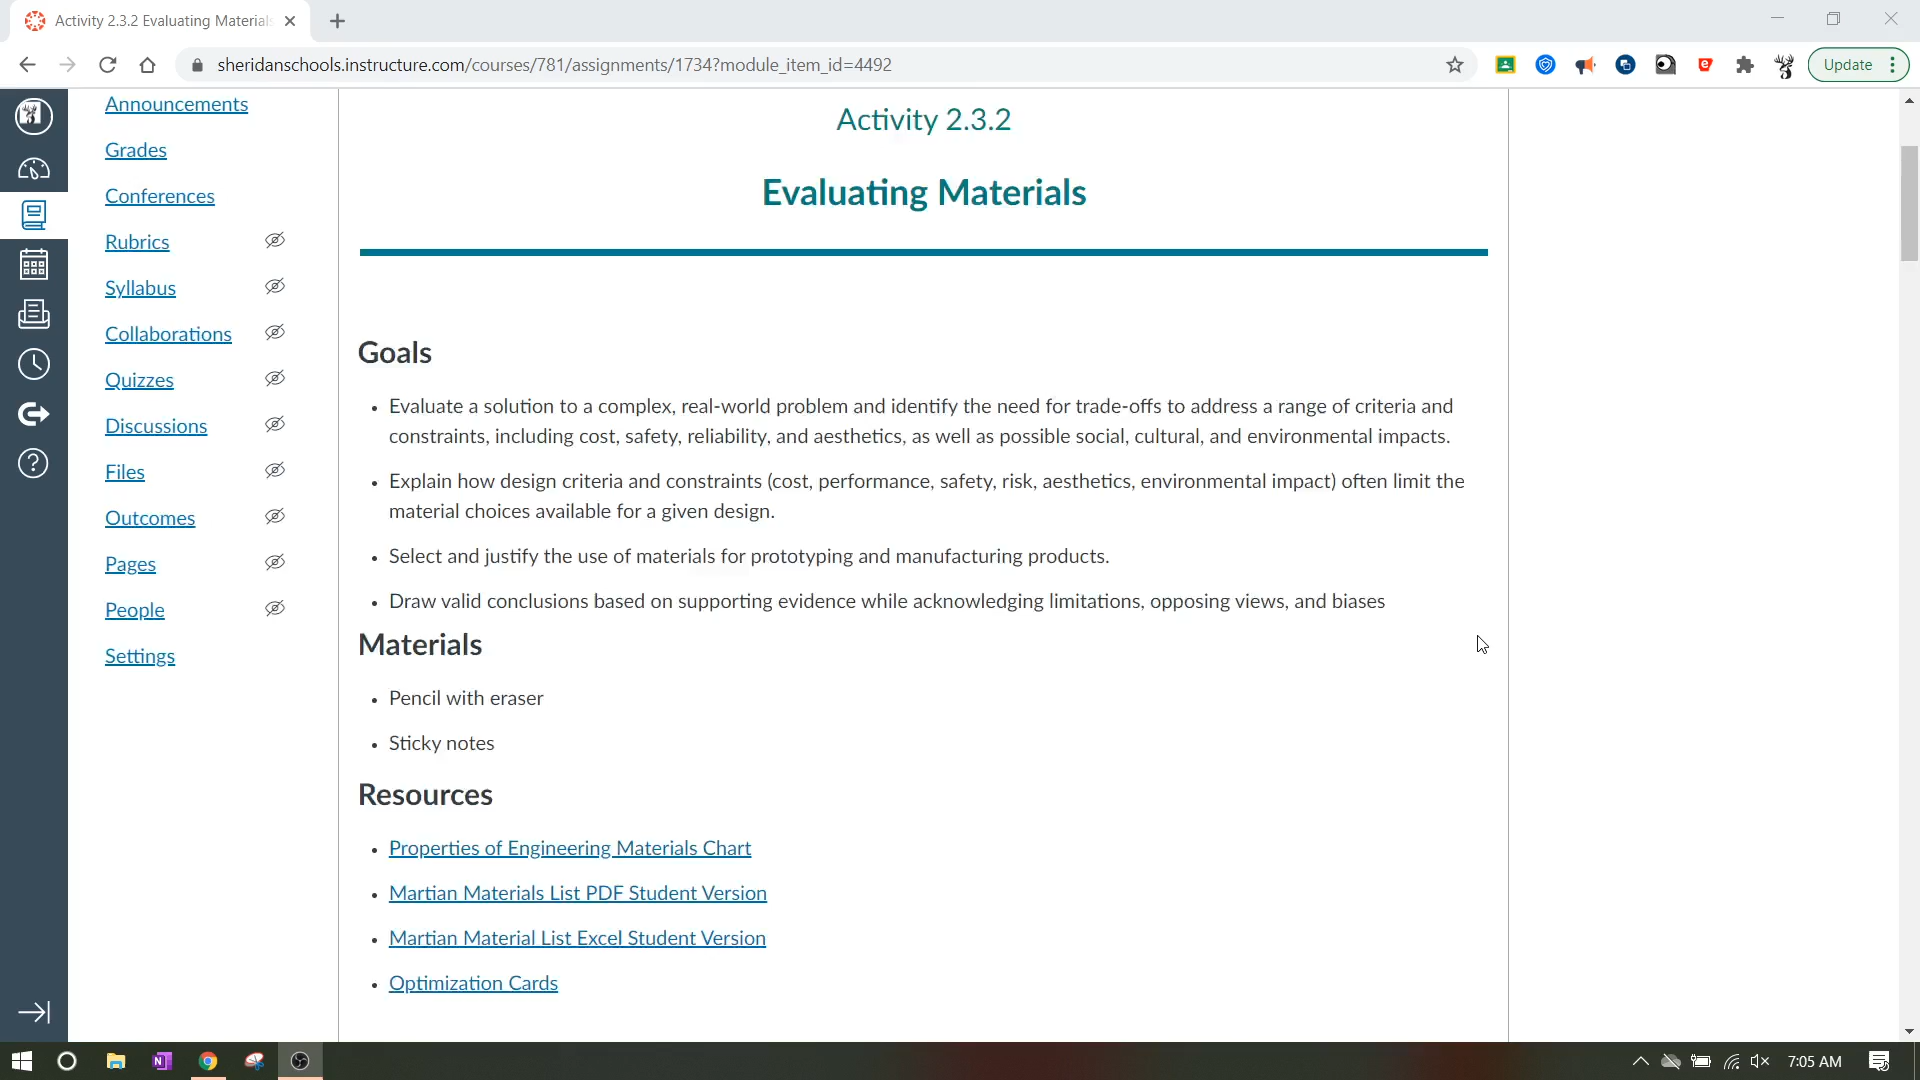 Activity 2.3.2 Evaluating Materials
sheridanschools.instructure.com/courses/781/assignments/1734?module_item_id=4492
Update
Announcements
Grades
Conferences
Rubrics
Syllabus
Collaborations
Quizzes
Discussions
Files
Outcomes
Pages
People
Settings
Activity 2.3.2
Evaluating Materials
Goals
• Evaluate a solution to a complex, real-world problem and identify the need for trade-offs to address a range of criteria and
constraints, including cost, safety, reliability, and aesthetics, as well as possible social, cultural, and environmental impacts.
• Explain how design criteria and constraints (cost, performance, safety, risk, aesthetics, environmental impact) often limit the
material choices available for a given design.
• Select and justify the use of materials for prototyping and manufacturing products.
• Draw valid conclusions based on supporting evidence while acknowledging limitations, opposing views, and biases
Materials
• Pencil with eraser
• Sticky notes
Resources
• Properties of Engineering Materials Chart
• Martian Materials List PDF Student Version
• Martian Material List Excel Student Version
• Optimization Cards
7:05 AM